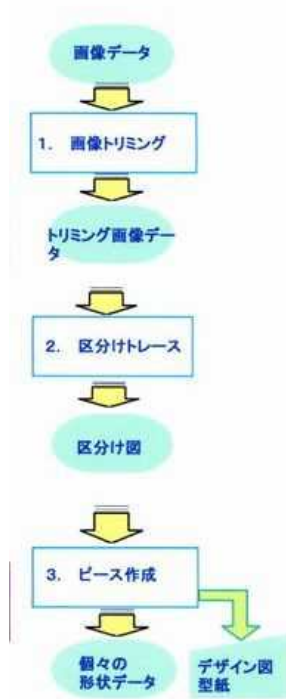 画像データ
1. 画像トリミング
トリミング画像デー
タ
2. 区分けトレース
区分け図
3. ピース作成
個々の
形状データ
デザイン図
型紙